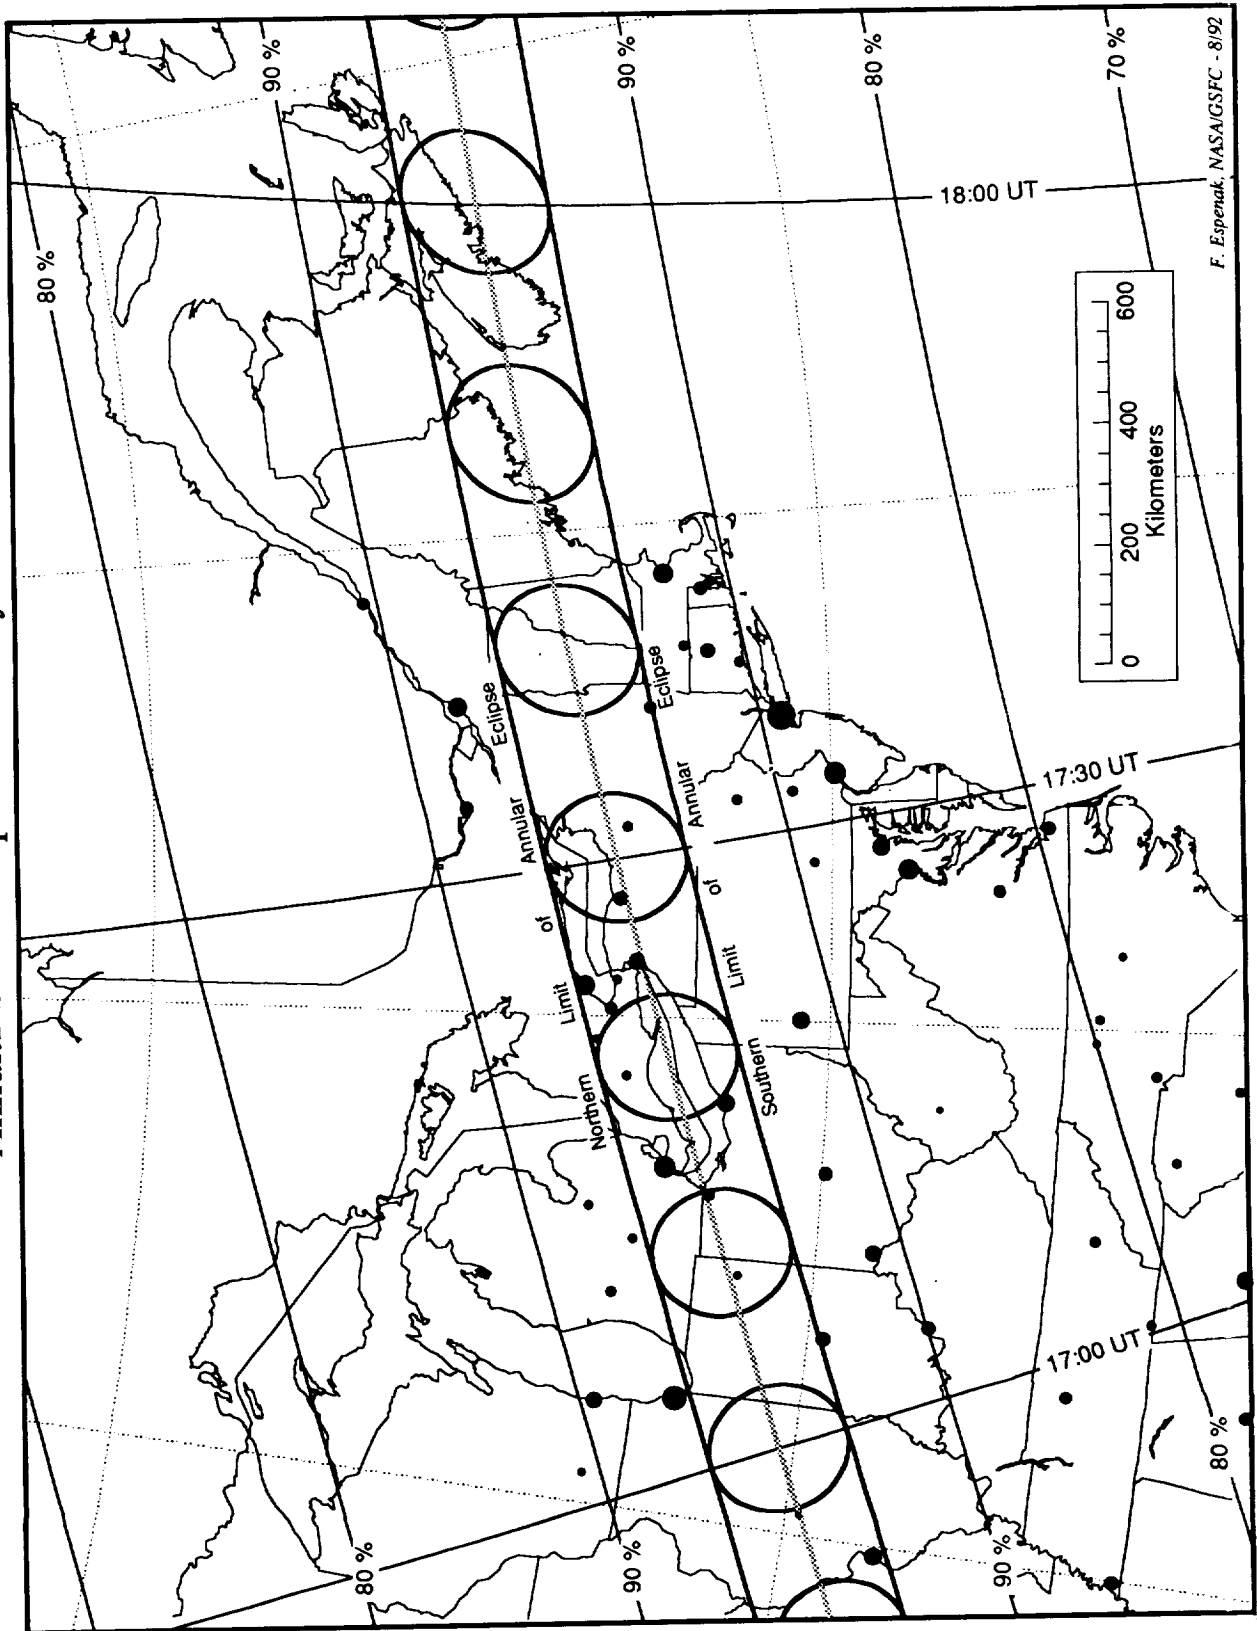 80 %
90 %
90 %
80 %
70 %
18:00 UT
F. Espenak, NASA/GSFC - 8/92
Northern Limit of Annular Eclipse
Southern Limit of Annular Eclipse
0 200 400 600
Kilometers
17:30 UT
17:00 UT
80 %
90 %
90 %
80 %